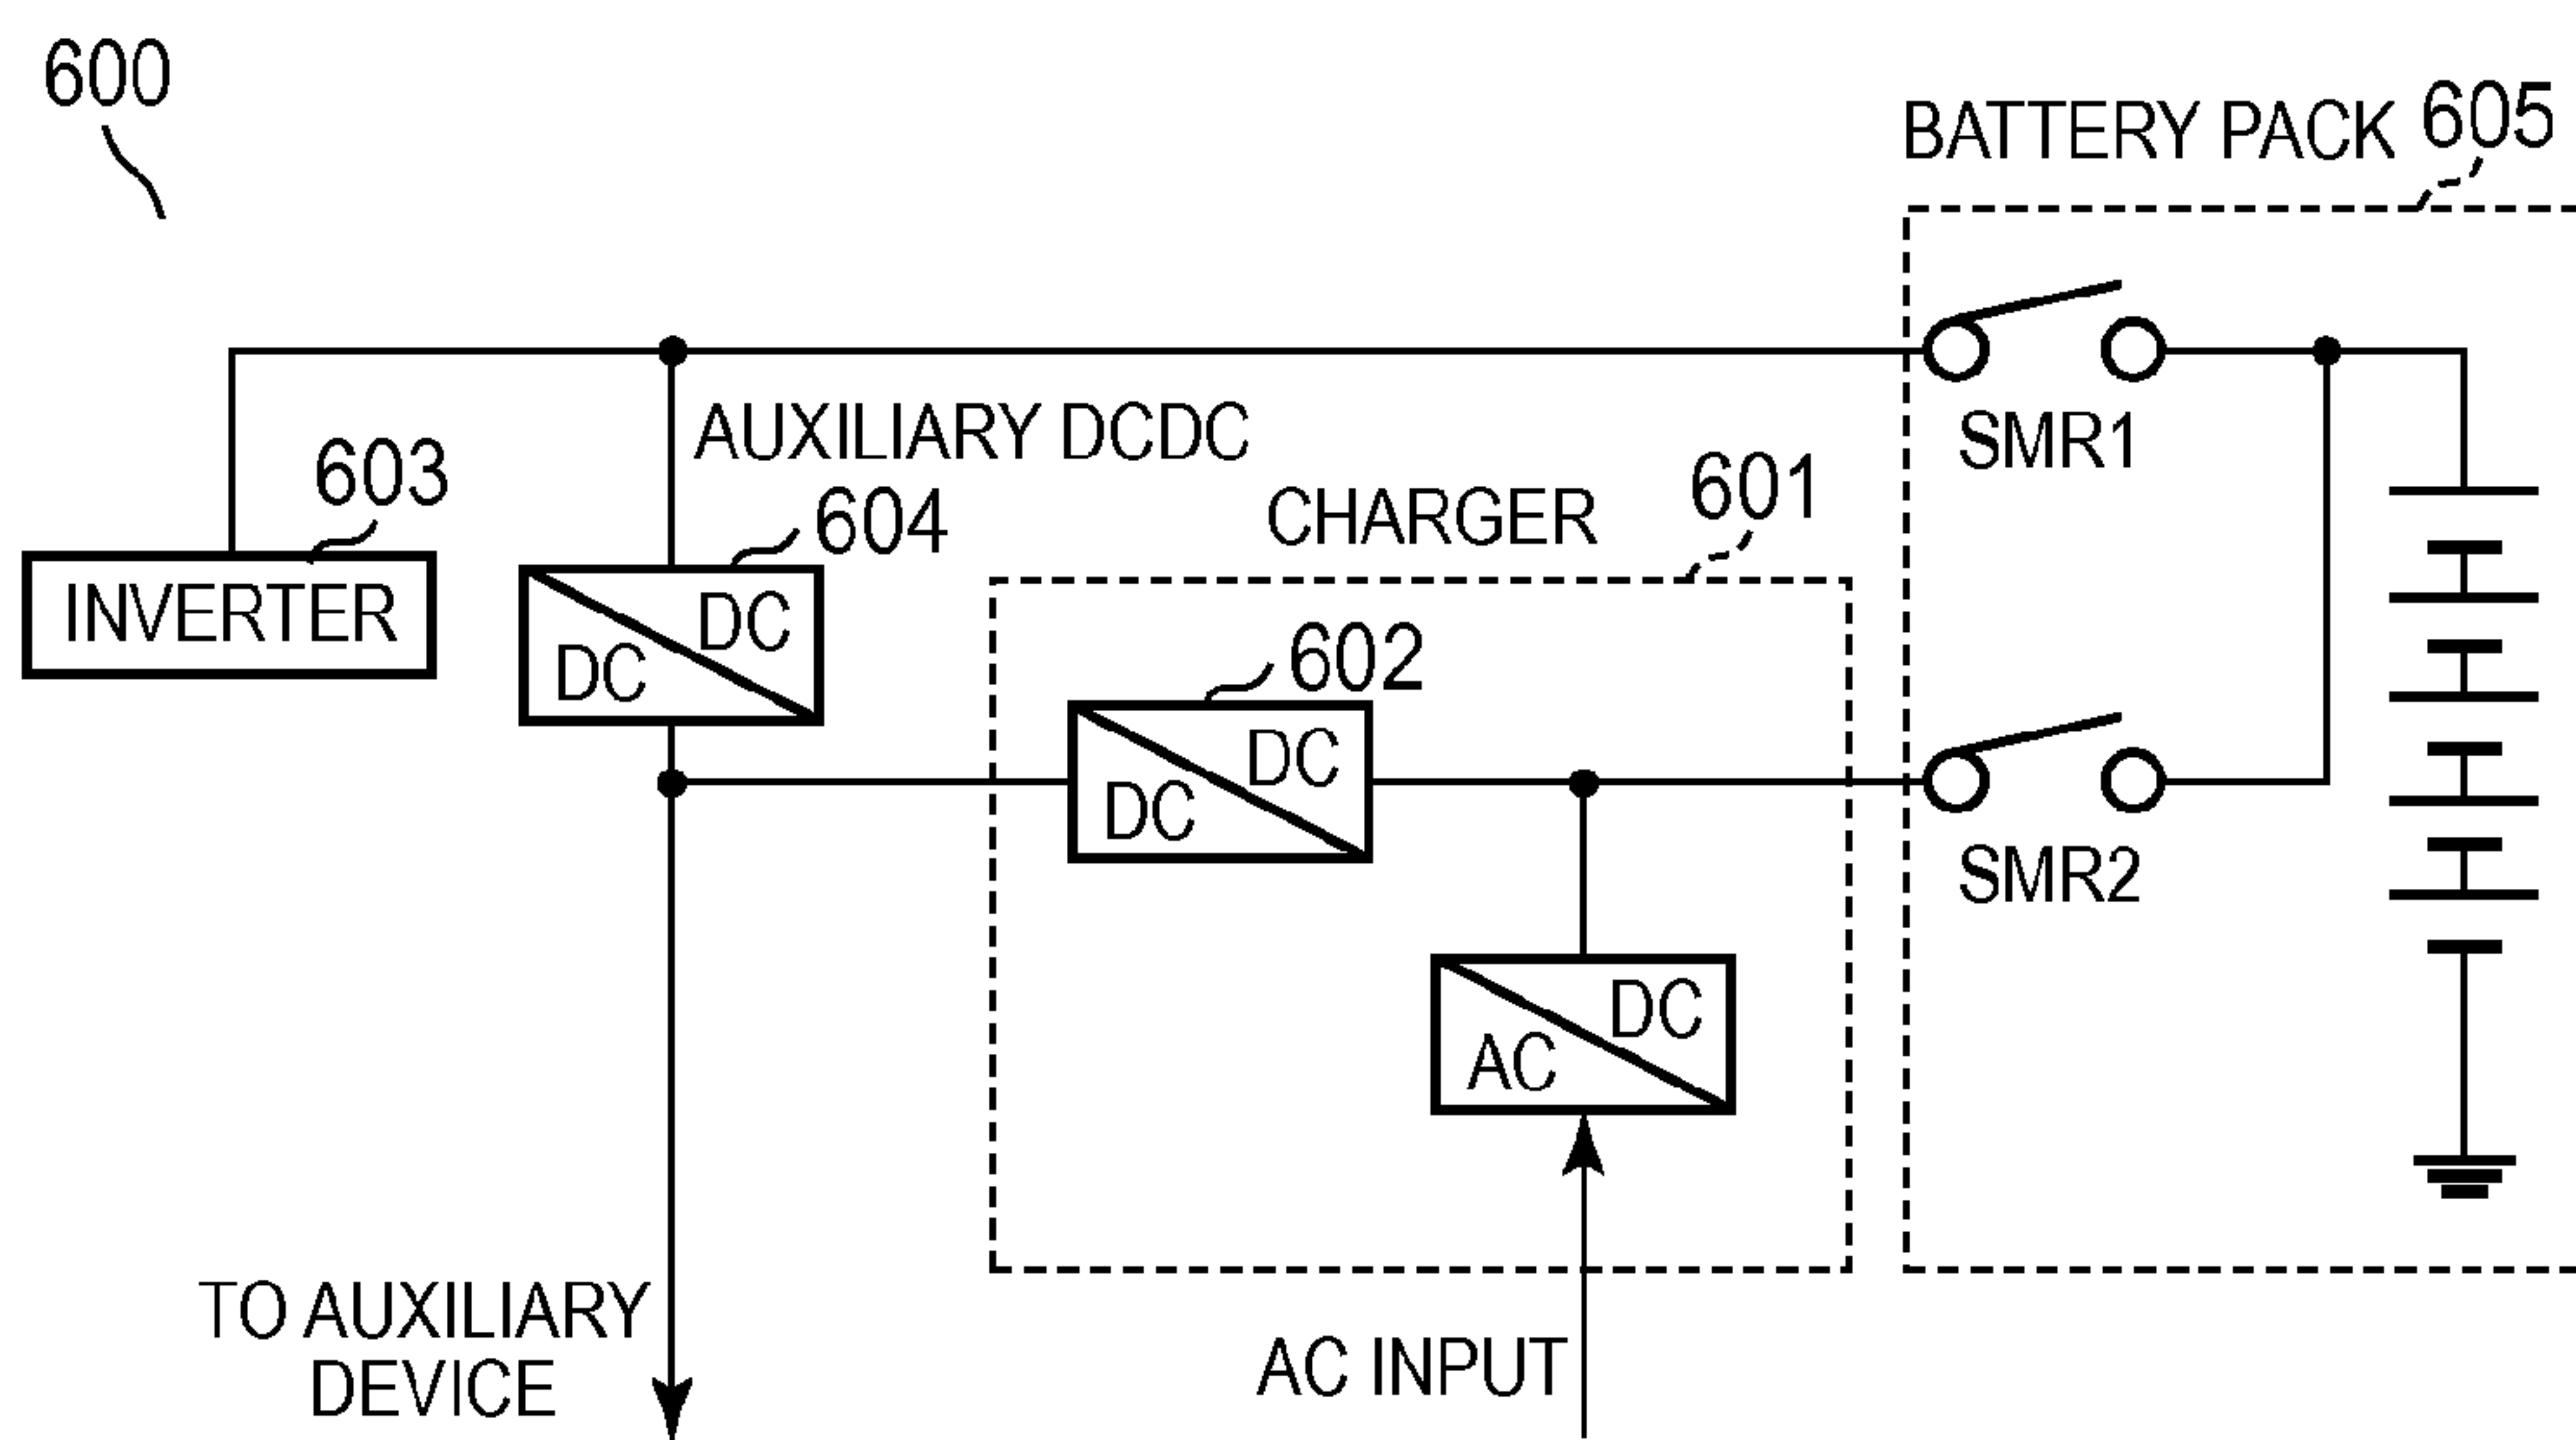 600
BATTERY PACK 605
SMR1
AUXILIARY DCDC
603
604
CHARGER 601
INVERTER
DC
DC
602
DC
DC
SMR2
DC
AC
TO AUXILIARY
DEVICE
AC INPUT